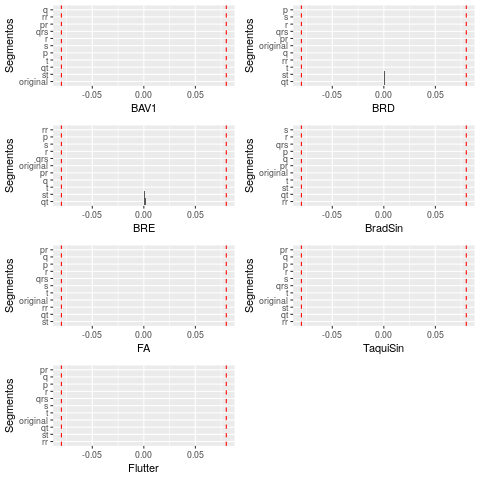 Segmentos
q
rr
pr
qrs
r
s
p
t
qt
st
original
-0.05 0.00 0.05
BAV1
Segmentos
p
s
r
qrs
pr
original
q
rr
t
st
qt
-0.05 0.00 0.05
BRD
Segmentos
rr
p
s
r
qrs
original
pr
q
t
st
qt
-0.05 0.00 0.05
BRE
Segmentos
s
r
qrs
p
q
pr
original
t
st
qt
rr
-0.05 0.00 0.05
BradSin
Segmentos
pr
q
p
r
qrs
s
t
original
rr
qt
st
-0.05 0.00 0.05
FA
Segmentos
pr
q
p
r
s
qrs
t
original
st
qt
rr
-0.05 0.00 0.05
TaquiSin
Segmentos
pr
q
p
r
qrs
s
t
original
qt
st
rr
-0.05 0.00 0.05
Flutter